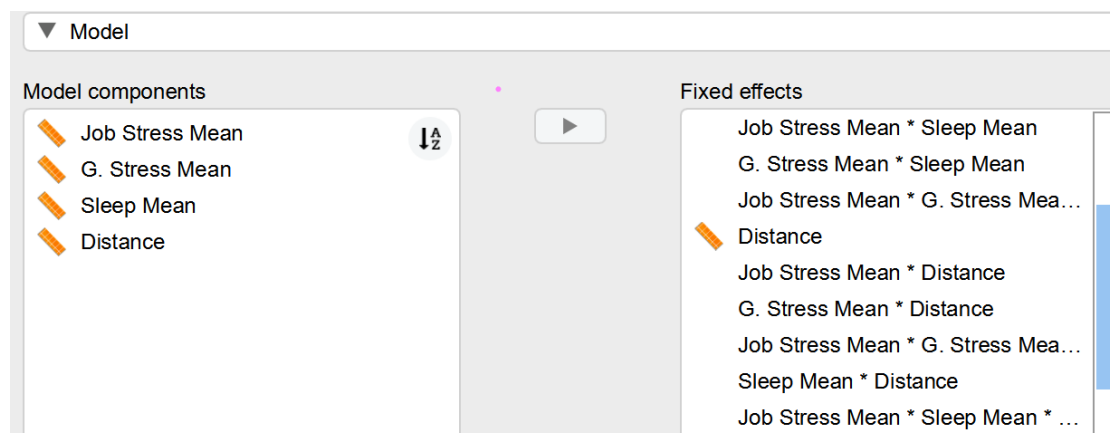 Model
Model components
Job Stress Mean
G. Stress Mean
Sleep Mean
Distance
A
Z
Fixed effects
Job Stress Mean * Sleep Mean
G. Stress Mean * Sleep Mean
Job Stress Mean * G. Stress Mea...
Distance
Job Stress Mean * Distance
G. Stress Mean * Distance
Job Stress Mean * G. Stress Mea...
Sleep Mean * Distance
Job Stress Mean * Sleep Mean * ...